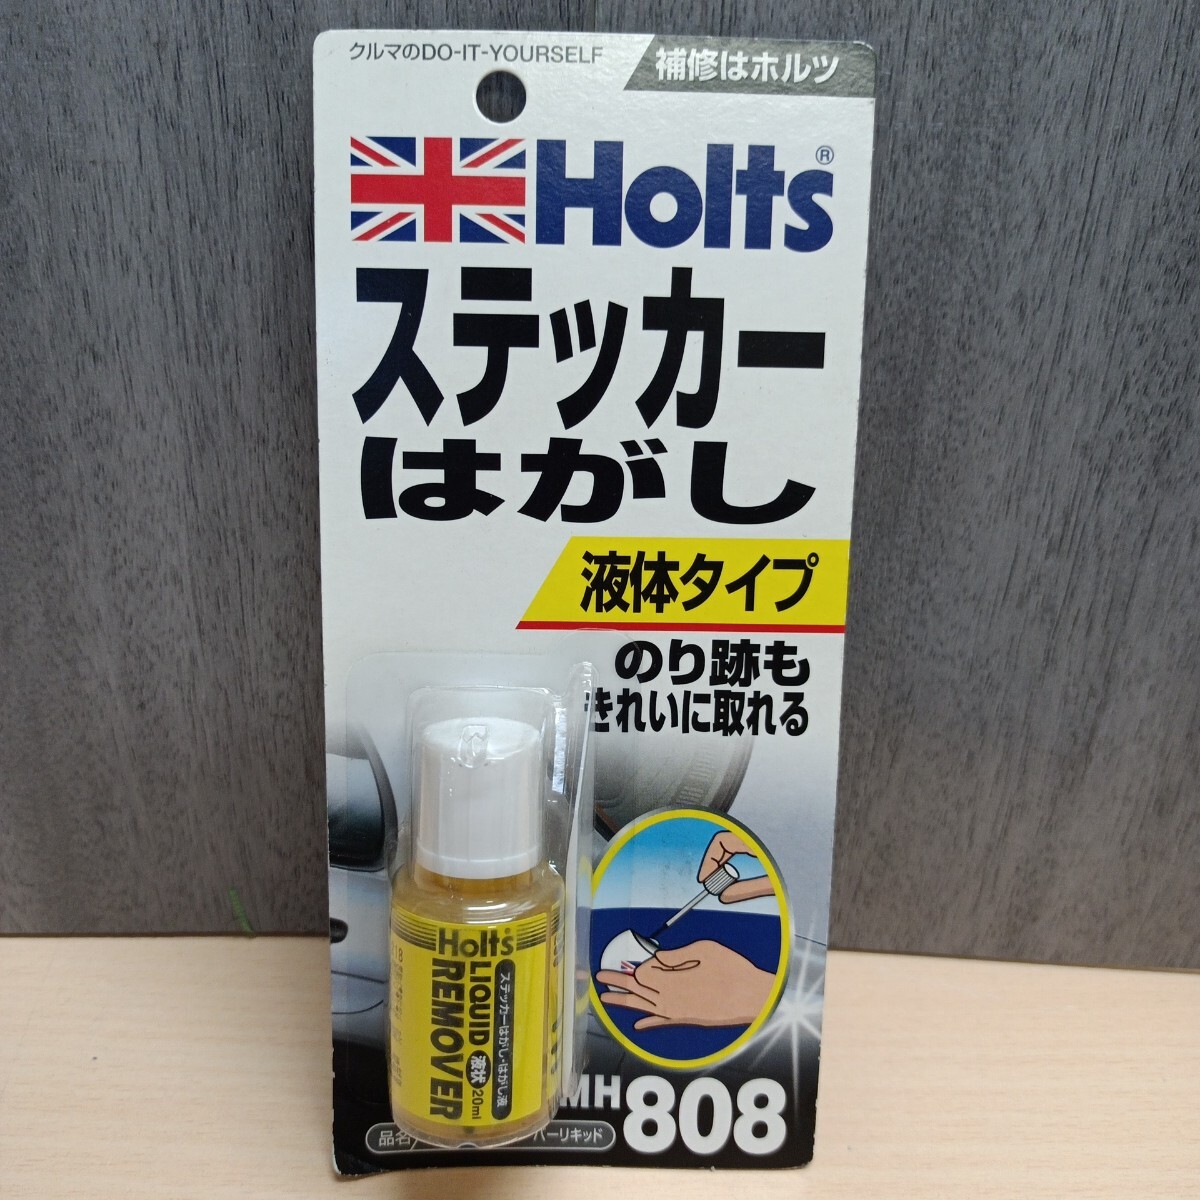 クルマのDO-IT-YOURSELF
補修はホルツ
Holts®
ステッカー
はがし
液体タイプ
のり跡も
きれいに取れる
Holts
LIQUID
REMOVER
ステッカーはがし・はがし液
液状 20ml
MH808
品名
バーリキッド